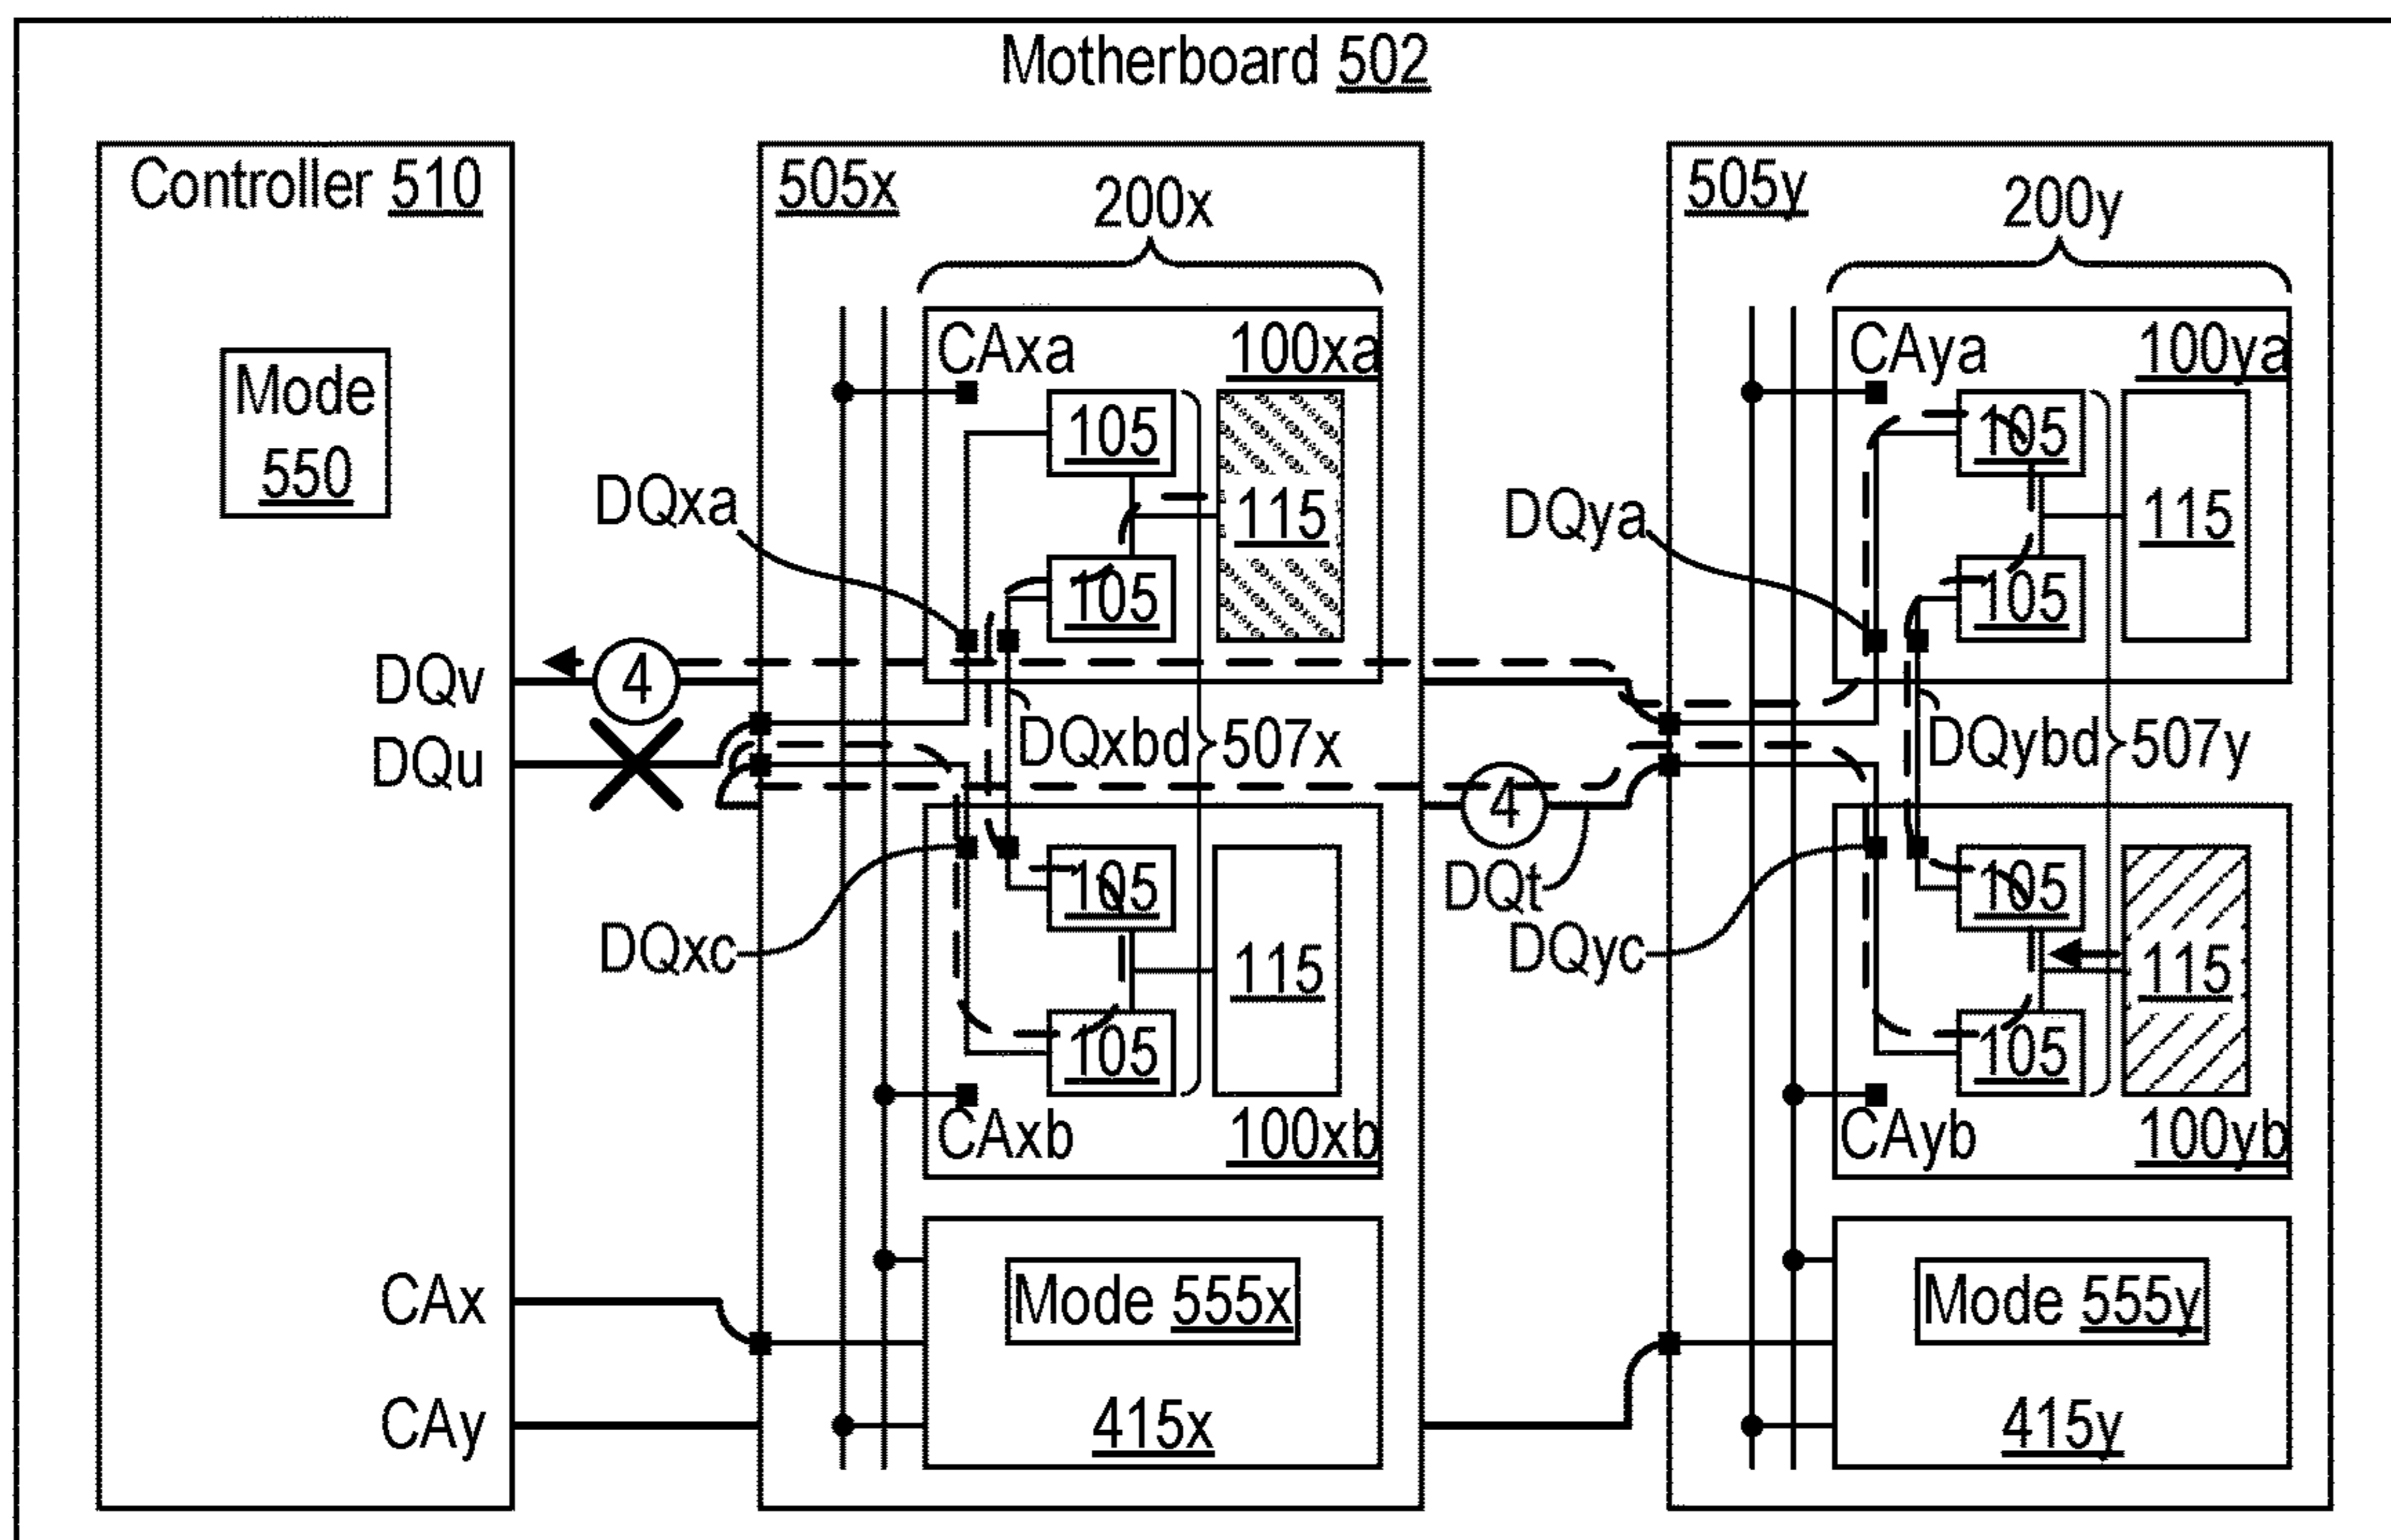 Motherboard 502
Controller 510
Mode
550
DQv
DQu
CAx
CAy
505x
200x
CAxa
100xa
105
115
105
DQxa
DQxbd
507x
DQxc
105
115
105
CAxb
100xb
Mode 555x
415x
4
4
DQt
505y
200y
CAya
100ya
105
115
105
DQya
DQybd
507y
DQyc
105
115
105
CAyb
100yb
Mode 555y
415y